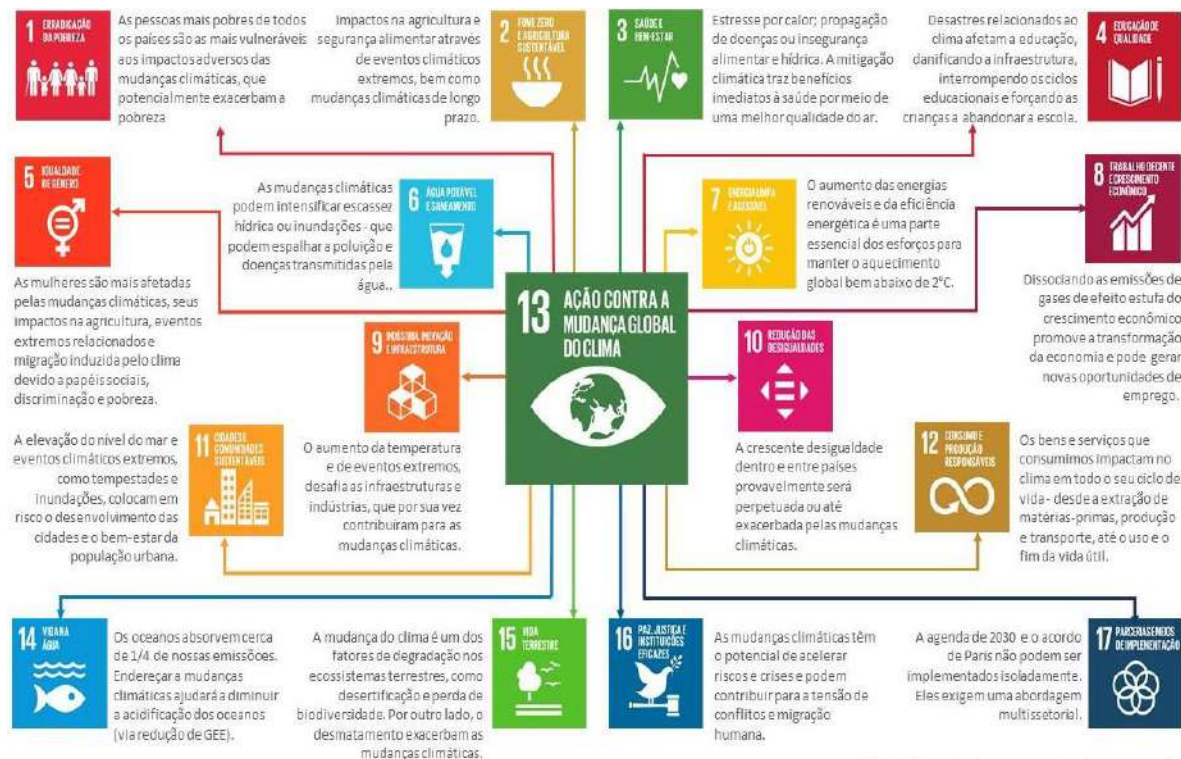 1 ERRADICAÇÃO
DA POBREZA
As pessoas mais pobres de todos
os países são as mais vulneráveis
aos impactos adversos das
mudanças climáticas, que
potencialmente exacerbam a
pobreza
Impactos na agricultura e
segurança alimentar através
de eventos climáticos
extremos, bem como
mudanças climáticas de longo
prazo.
2 FOME ZERO
E AGRICULTURA
SUSTENTÁVEL
3 SAÚDE E
BEM-ESTAR
Estresse por calor; propagação
de doenças ou insegurança
alimentar e hídrica. A mitigação
climática traz benefícios
imediatos à saúde por meio de
uma melhor qualidade do ar.
Desastres relacionados ao
clima afetam a educação,
danificando a infraestrutura,
interrompendo os ciclos
educacionais e forçando as
crianças a abandonar a escola.
4 EDUCAÇÃO DE
QUALIDADE
5 IGUALDADE
DE GÊNERO
As mulheres são mais afetadas
pelas mudanças climáticas, seus
impactos na agricultura, eventos
extremos relacionados e
migração induzida pelo clima
devido a papéis sociais,
discriminação e pobreza.
As mudanças climáticas
podem intensificar escassez
hídrica ou inundações - que
podem espalhar a poluição e
doenças transmitidas pela
água..
6 ÁGUA POTÁVEL
E SANEAMENTO
7 ENERGIA LIMPA
E ACESSÍVEL
O aumento das energias
renováveis e da eficiência
energética é uma parte
essencial dos esforços para
manter o aquecimento
global bem abaixo de 2°C.
8 TRABALHO DECENTE
E CRESCIMENTO
ECONÔMICO
Dissociando as emissões de
gases de efeito estufa do
crescimento econômico
promove a transformação
da economia e pode gerar
novas oportunidades de
emprego.
13 AÇÃO CONTRA A
MUDANÇA GLOBAL
DO CLIMA
9 INDÚSTRIA, INOVAÇÃO
E INFRAESTRUTURA
O aumento da temperatura
e de eventos extremos,
desafia as infraestruturas e
indústrias, que por sua vez
contribuíram para as
mudanças climáticas.
10 REDUÇÃO DAS
DESIGUALDADES
A crescente desigualdade
dentro e entre países
provavelmente será
perpetuada ou até
exacerbada pelas mudanças
climáticas.
A elevação do nível do mar e
eventos climáticos extremos,
como tempestades e
inundações, colocam em
risco o desenvolvimento das
cidades e o bem-estar da
população urbana.
11 CIDADES E
COMUNIDADES
SUSTENTÁVEIS
12 CONSUMO E
PRODUÇÃO
RESPONSÁVEIS
Os bens e serviços que
consumimos impactam no
clima em todo o seu ciclo de
vida - desde a extração de
matérias-primas, produção
e transporte, até o uso e o
fim da vida útil.
14 VIDA NA
ÁGUA
Os oceanos absorvem cerca
de 1/4 de nossas emissões.
Endereçar a mudanças
climáticas ajudará a diminuir
a acidificação dos oceanos
(via redução de GEE).
A mudança do clima é um dos
fatores de degradação nos
ecossistemas terrestres, como
desertificação e perda de
biodiversidade. Por outro lado, o
desmatamento exacerbam as
mudanças climáticas.
15 VIDA
TERRESTRE
16 PAZ, JUSTIÇA E
INSTITUIÇÕES
EFICAZES
As mudanças climáticas têm
o potencial de acelerar
riscos e crises e podem
contribuir para a tensão de
conflitos e migração
humana.
A agenda de 2030 e o acordo
de Paris não podem ser
implementados isoladamente.
Eles exigem uma abordagem
multissetorial.
17 PARCERIAS E MEIOS
DE IMPLEMENTAÇÃO